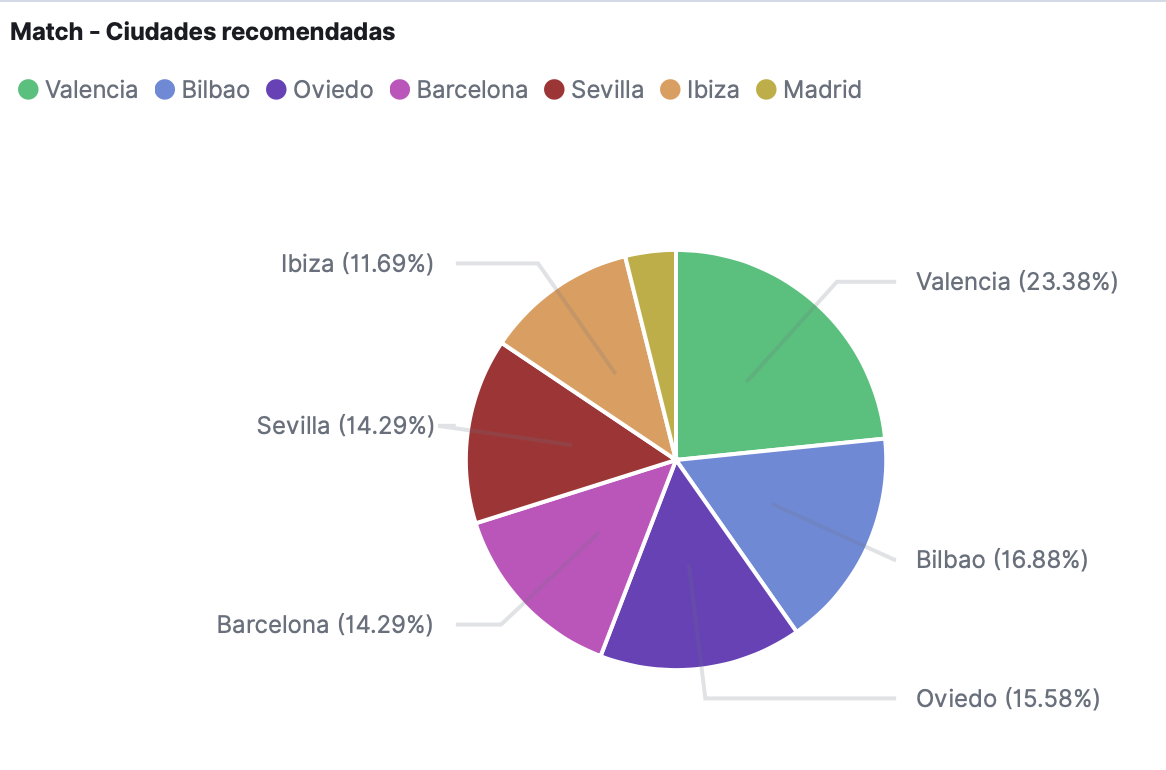 Match - Ciudades recomendadas
Valencia Bilbao Oviedo Barcelona Sevilla Ibiza Madrid
Ibiza (11.69%)
Valencia (23.38%)
Sevilla (14.29%)
Bilbao (16.88%)
Barcelona (14.29%)
Oviedo (15.58%)